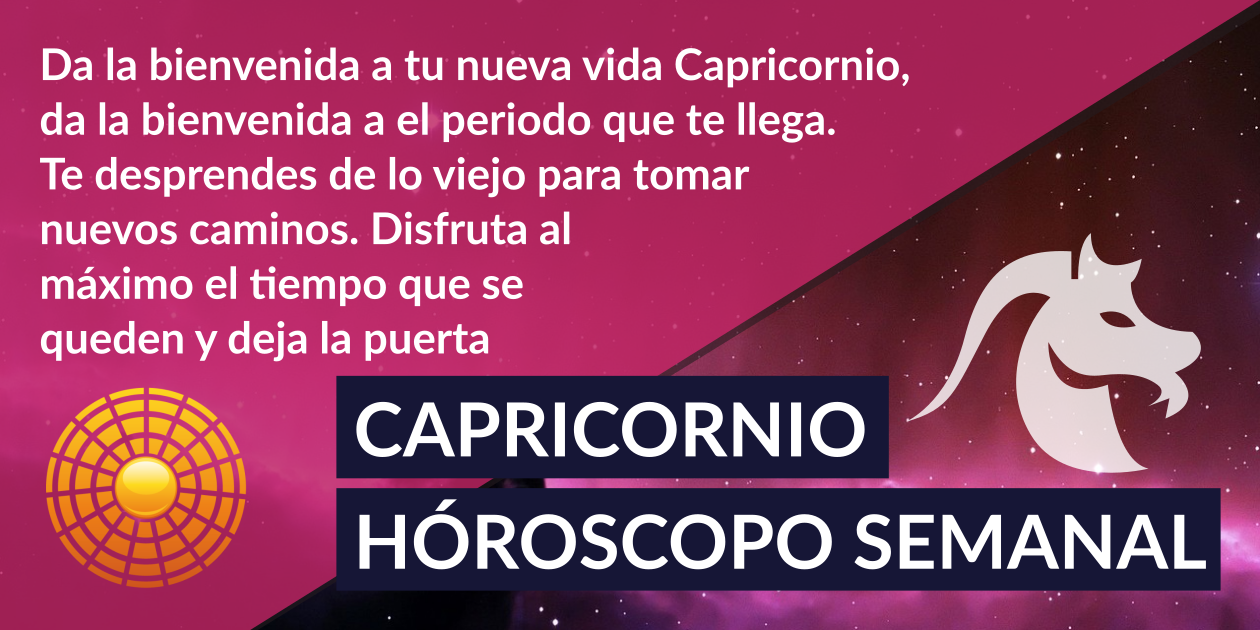 Da la bienvenida a tu nueva vida Capricornio,
da la bienvenida a el periodo que te llega.
Te desprendes de lo viejo para tomar
nuevos caminos. Disfruta al
máximo el tiempo que se
queden y deja la puerta
CAPRICORNIO
HÓROSCOPO SEMANAL